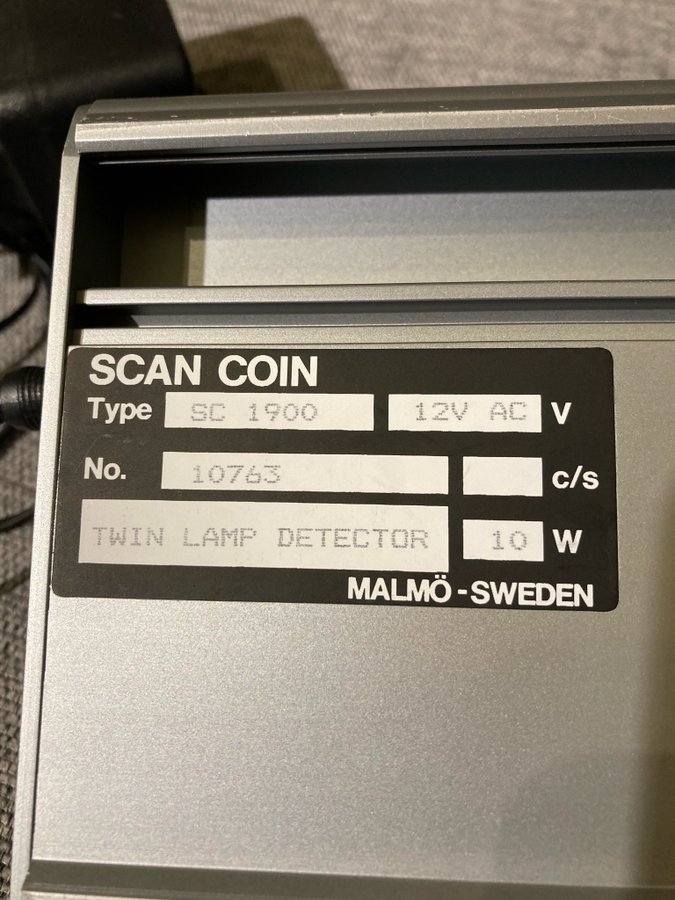 SCAN COIN
Type SC 1900 12V AC V
No. 10763 c/s
TWIN LAMP DETECTOR 10 W
MALMÖ - SWEDEN